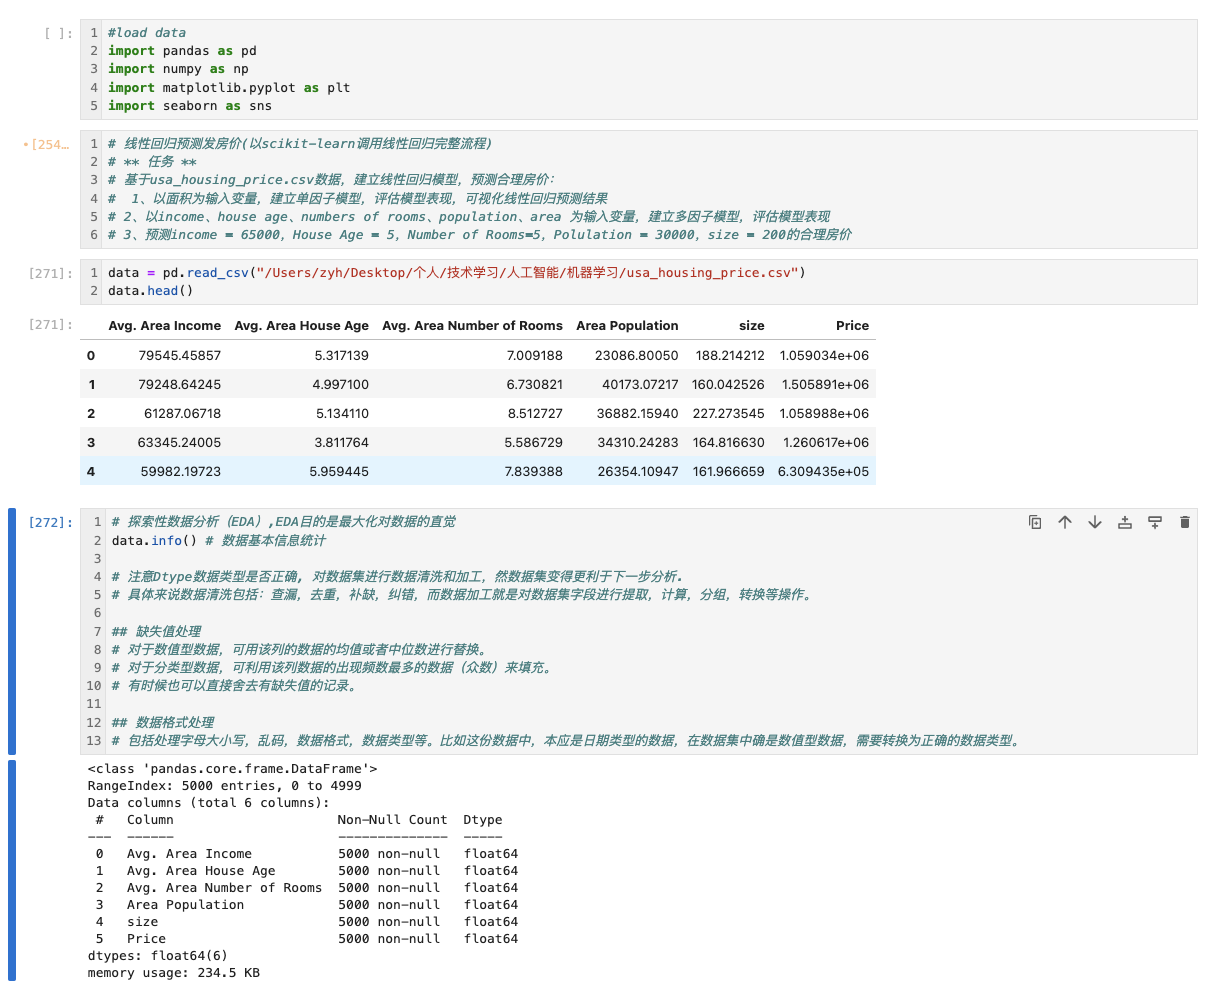 [ ]:
1 #load data
2 import pandas as pd
3 import numpy as np
4 import matplotlib.pyplot as plt
5 import seaborn as sns
•[254…
1 # 线性回归预测发房价(以scikit-learn调用线性回归完整流程)
2 # ** 任务 **
3 # 基于usa_housing_price.csv数据，建立线性回归模型，预测合理房价：
4 #  1、以面积为输入变量，建立单因子模型，评估模型表现，可视化线性回归预测结果
5 # 2、以income、house age、numbers of rooms、population、area 为输入变量，建立多因子模型，评估模型表现
6 # 3、预测income = 65000，House Age = 5，Number of Rooms=5，Polulation = 30000，size = 200的合理房价
[271]:
1 data = pd.read_csv("/Users/zyh/Desktop/个人/技术学习/人工智能/机器学习/usa_housing_price.csv")
2 data.head()
[271]:
Avg. Area Income Avg. Area House Age Avg. Area Number of Rooms Area Population size Price
0 79545.45857 5.317139 7.009188 23086.80050 188.214212 1.059034e+06
1 79248.64245 4.997100 6.730821 40173.07217 160.042526 1.505891e+06
2 61287.06718 5.134110 8.512727 36882.15940 227.273545 1.058988e+06
3 63345.24005 3.811764 5.586729 34310.24283 164.816630 1.260617e+06
4 59982.19723 5.959445 7.839388 26354.10947 161.966659 6.309435e+05
[272]:
1 # 探索性数据分析（EDA）,EDA目的是最大化对数据的直觉
2 data.info() # 数据基本信息统计
3
4 # 注意Dtype数据类型是否正确, 对数据集进行数据清洗和加工，然数据集变得更利于下一步分析.
5 # 具体来说数据清洗包括：查漏，去重，补缺，纠错，而数据加工就是对数据集字段进行提取，计算，分组，转换等操作。
6
7 ## 缺失值处理
8 # 对于数值型数据，可用该列的数据的均值或者中位数进行替换。
9 # 对于分类型数据，可利用该列数据的出现频数最多的数据（众数）来填充。
10 # 有时候也可以直接舍去有缺失值的记录。
11
12 ## 数据格式处理
13 # 包括处理字母大小写，乱码，数据格式，数据类型等。比如这份数据中，本应是日期类型的数据，在数据集中确是数值型数据，需要转换为正确的数据类型。
<class 'pandas.core.frame.DataFrame'>
RangeIndex: 5000 entries, 0 to 4999
Data columns (total 6 columns):
 #   Column                     Non-Null Count  Dtype
---  ------                     --------------  -----
 0   Avg. Area Income           5000 non-null   float64
 1   Avg. Area House Age        5000 non-null   float64
 2   Avg. Area Number of Rooms  5000 non-null   float64
 3   Area Population            5000 non-null   float64
 4   size                       5000 non-null   float64
 5   Price                      5000 non-null   float64
dtypes: float64(6)
memory usage: 234.5 KB